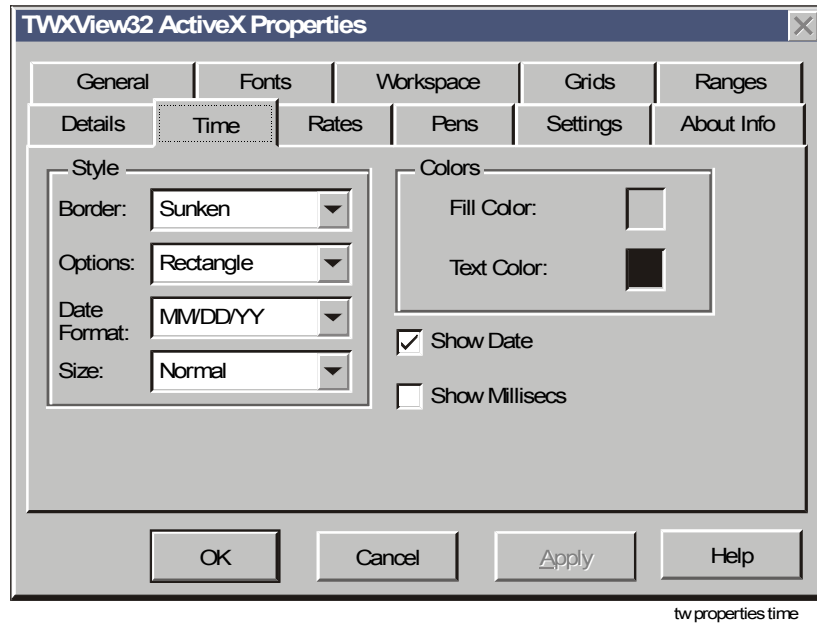 TWXView32 ActiveX Properties
General Fonts Workspace Grids Ranges
Details Time Rates Pens Settings About Info
Style
Border: Sunken
Options: Rectangle
Date
Format: MM/DD/YY
Size: Normal
Colors
Fill Color:
Text Color:
Show Date
Show Millisecs
OK Cancel Apply Help
tw properties time